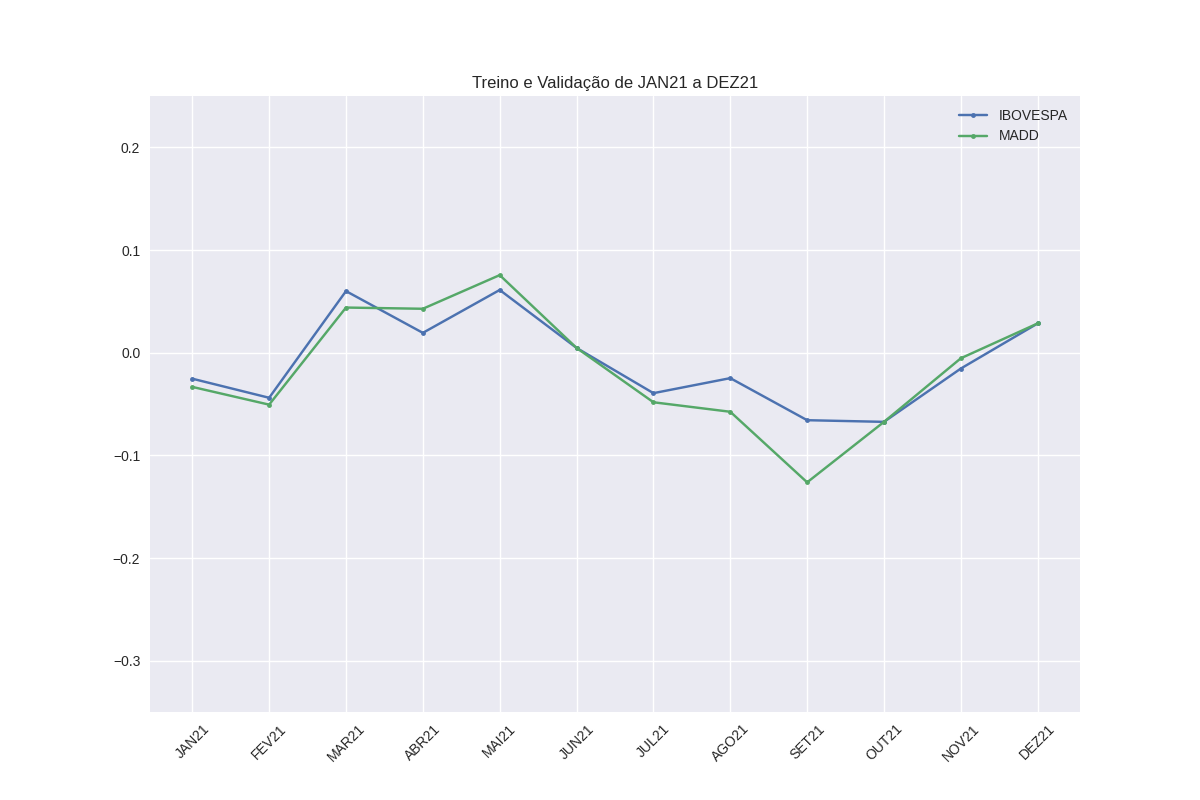 Treino e Validação de JAN21 a DEZ21
IBOVESPA
MADD
0.2
0.1
0.0
−0.1
−0.2
−0.3
JAN21
FEV21
MAR21
ABR21
MAI21
JUN21
JUL21
AGO21
SET21
OUT21
NOV21
DEZ21